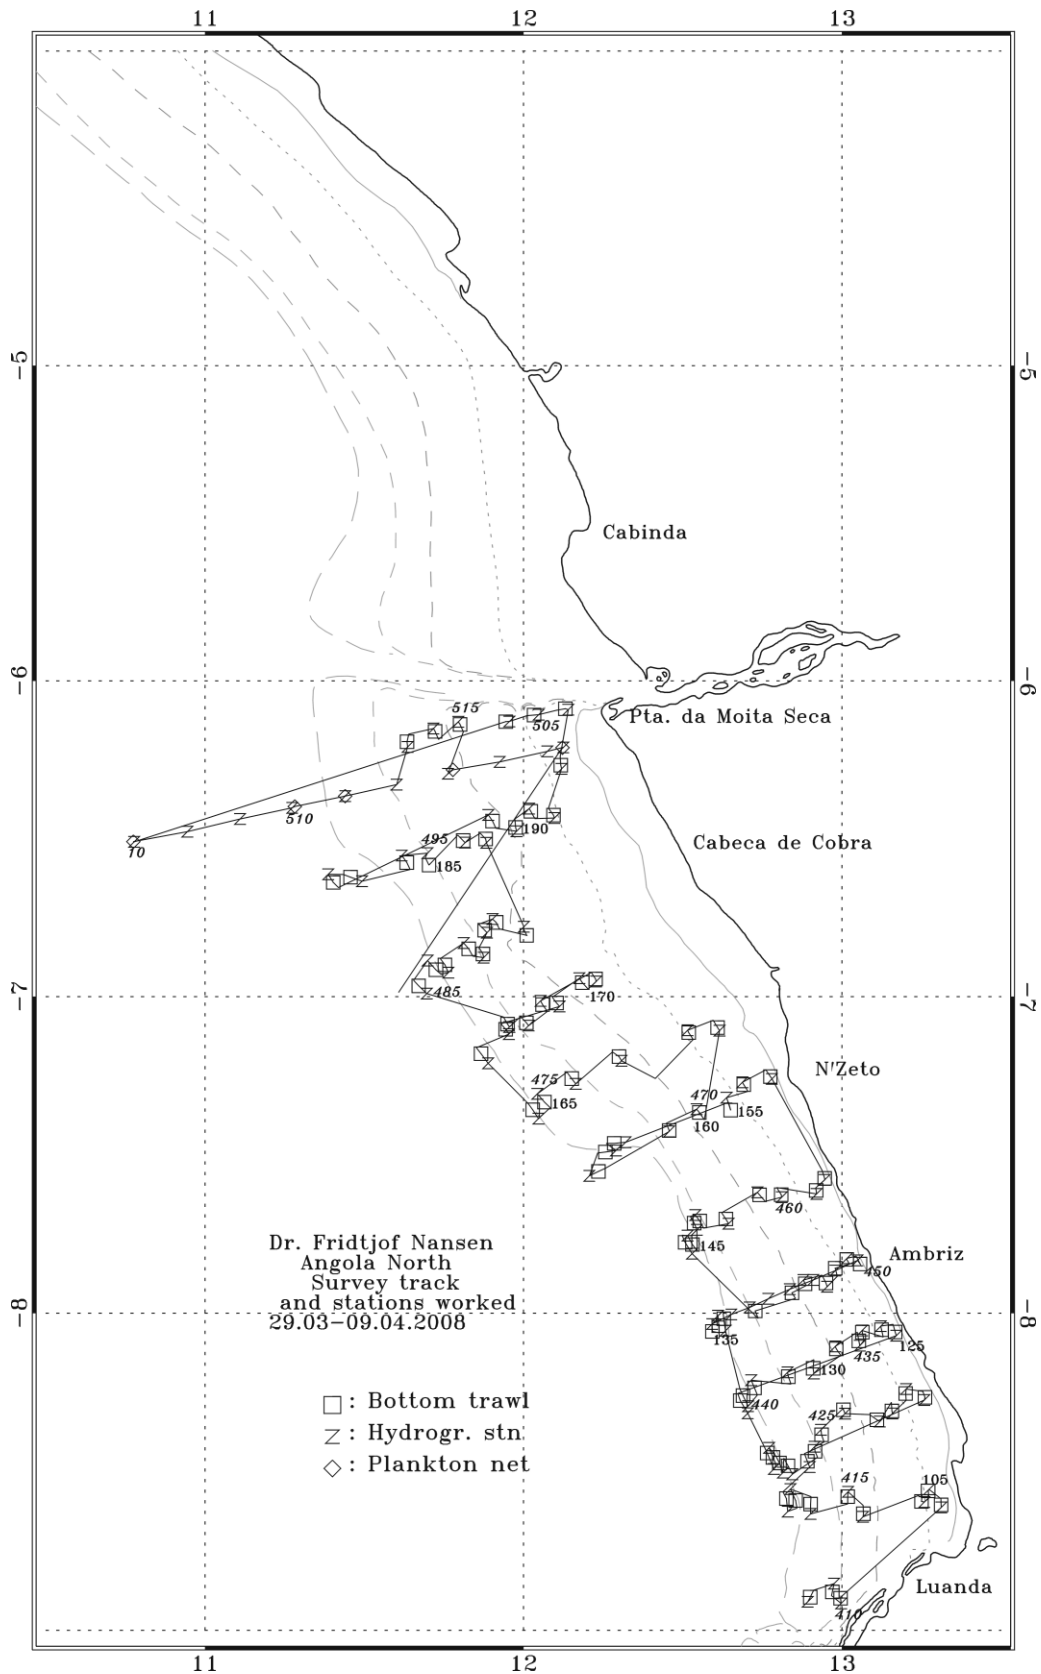 11 12 13
-5 -5
Cabinda
-6 -6
515
505
Pta. da Moita Seca
510
10
190
495
185
Cabeca de Cobra
485
-7 -7
170
N'Zeto
475
470
165
155
160
460
145
Dr. Fridtjof Nansen
Angola North
Survey track
and stations worked
29.03-09.04.2008
Ambriz
450
-8 -8
135
125
435
130
440
425
□ : Bottom trawl
Z : Hydrogr. stn
◇ : Plankton net
415
105
Luanda
410
11 12 13